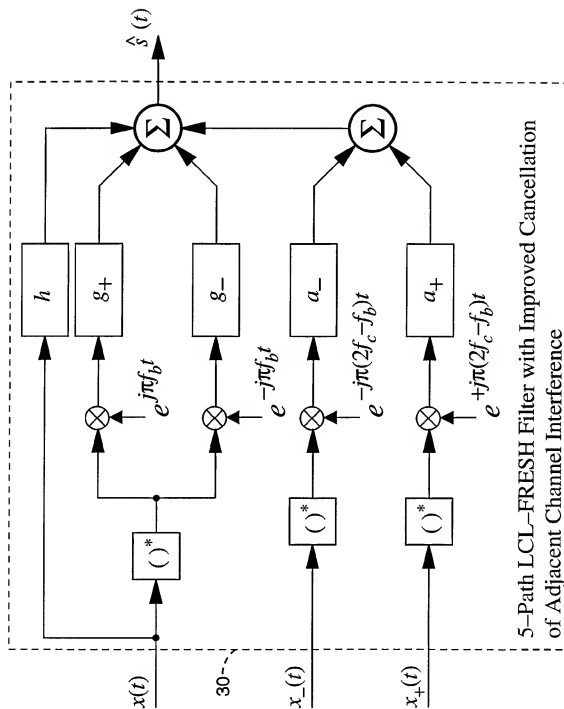 ŝ (t)
Σ
Σ
h
g+
g−
a−
a+
e^{jπf_b t}
e^{−jπf_b t}
e^{−jπ(2f_c−f_b)t}
e^{+jπ(2f_c−f_b)t}
()*
()*
()*
x(t)
30
x−(t)
x+(t)
5–Path LCL–FRESH Filter with Improved Cancellation
of Adjacent Channel Interference